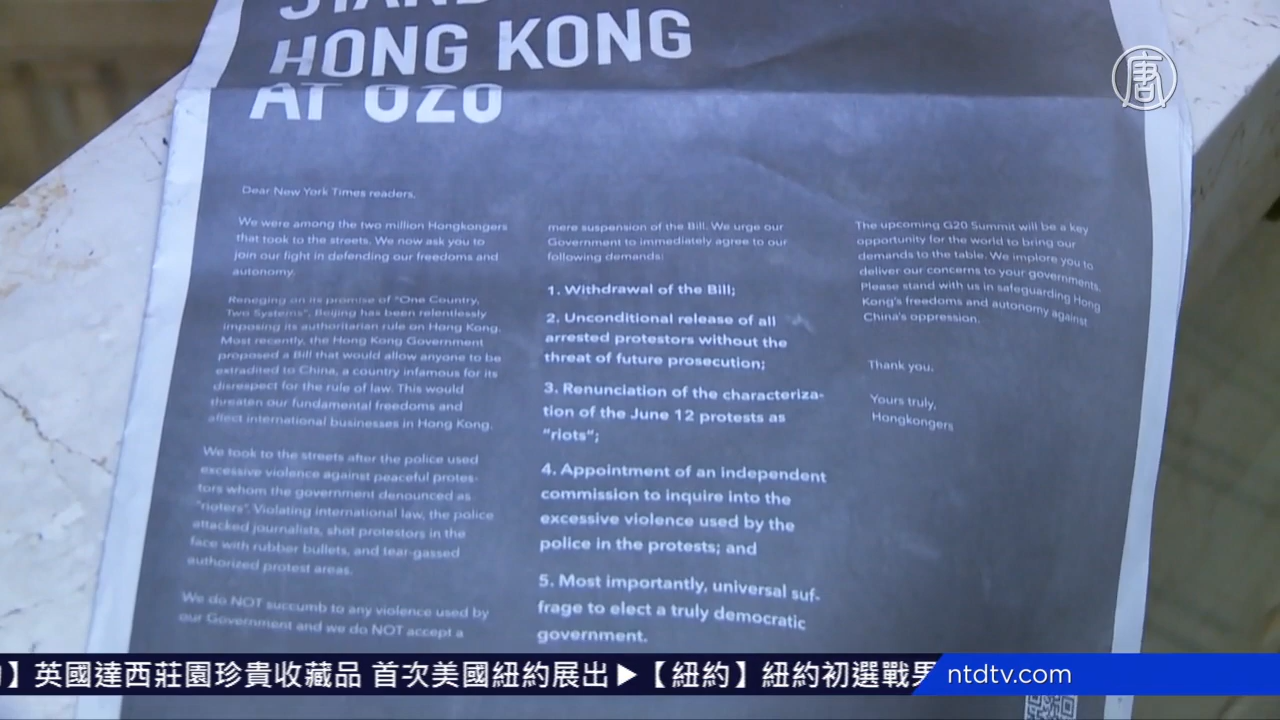 STAND
HONG KONG
AT G20
唐
Dear New York Times readers,
We were among the two million Hongkongers
that took to the streets. We now ask you to
join our fight in defending our freedoms and
autonomy.
Reneging on its promise of "One Country,
Two Systems", Beijing has been relentlessly
imposing its authoritarian rule on Hong Kong.
Most recently, the Hong Kong Government
proposed a Bill that would allow anyone to be
extradited to China, a country infamous for its
disrespect for the rule of law. This would
threaten our fundamental freedoms and
affect international businesses in Hong Kong.
We took to the streets after the police used
excessive violence against peaceful protes-
tors whom the government denounced as
"rioters". Violating international law, the police
attacked journalists, shot protestors in the
face with rubber bullets, and tear-gassed
authorized protest areas.
We do NOT succumb to any violence used by
our Government and we do NOT accept a
mere suspension of the Bill. We urge our
Government to immediately agree to our
following demands:
1. Withdrawal of the Bill;
2. Unconditional release of all
arrested protestors without the
threat of future prosecution;
3. Renunciation of the characteriza-
tion of the June 12 protests as
"riots";
4. Appointment of an independent
commission to inquire into the
excessive violence used by the
police in the protests; and
5. Most importantly, universal suf-
frage to elect a truly democratic
government.
The upcoming G20 Summit will be a key
opportunity for the world to bring our
demands to the table. We implore you to
deliver our concerns to your governments.
Please stand with us in safeguarding Hong
Kong's freedoms and autonomy against
China's oppression.
Thank you.
Yours truly,
Hongkongers
】英國達西莊園珍貴收藏品 首次美國紐約展出▶【紐約】紐約初選戰
ntdtv.com